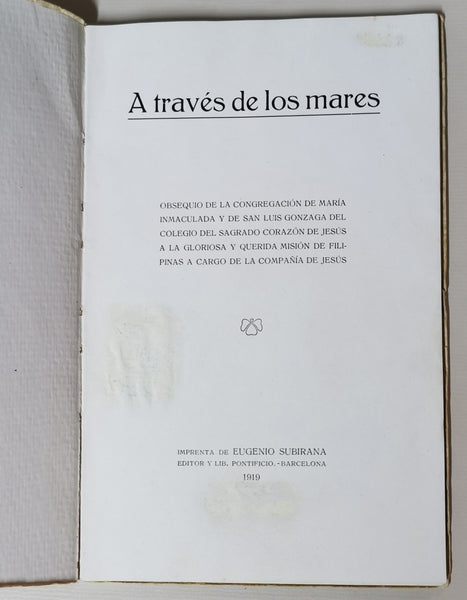 A través de los mares
OBSEQUIO DE LA CONGREGACIÓN DE MARÍA
INMACULADA Y DE SAN LUIS GONZAGA DEL
COLEGIO DEL SAGRADO CORAZÓN DE JESÚS
A LA GLORIOSA Y QUERIDA MISIÓN DE FILI-
PINAS A CARGO DE LA COMPAÑÍA DE JESÚS
IMPRENTA DE EUGENIO SUBIRANA
EDITOR Y LIB. PONTIFICIO.-BARCELONA
1919